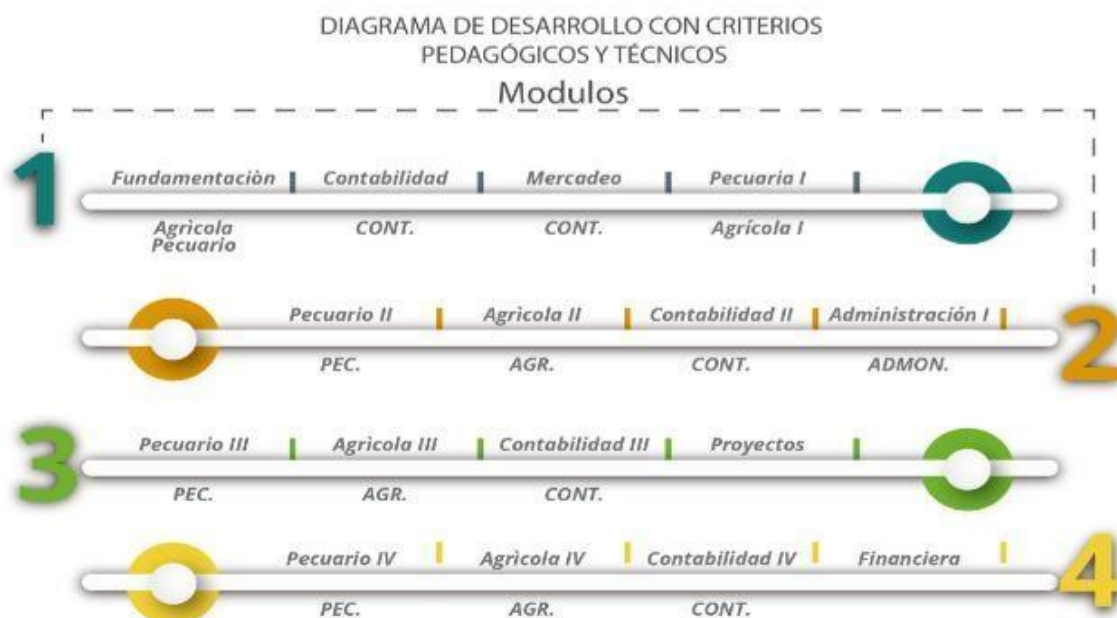 DIAGRAMA DE DESARROLLO CON CRITERIOS
PEDAGÓGICOS Y TÉCNICOS
Modulos
1
Fundamentaciòn Contabilidad Mercadeo Pecuaria I
Agrìcola CONT. CONT. Agrícola I
Pecuario
Pecuario II Agrìcola II Contabilidad II Administración I
2
PEC. AGR. CONT. ADMON.
3
Pecuario III Agrìcola III Contabilidad III Proyectos
PEC. AGR. CONT.
Pecuario IV Agrìcola IV Contabilidad IV Financiera
4
PEC. AGR. CONT.